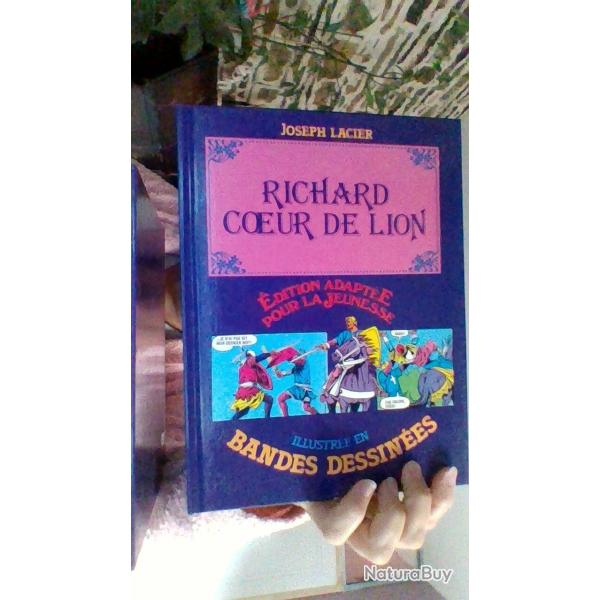 JOSEPH LACIER
RICHARD
CŒUR DE LION
ÉDITION ADAPTÉE
POUR LA JEUNESSE
ILLUSTRÉE EN
BANDES DESSINÉES
NaturaBuy